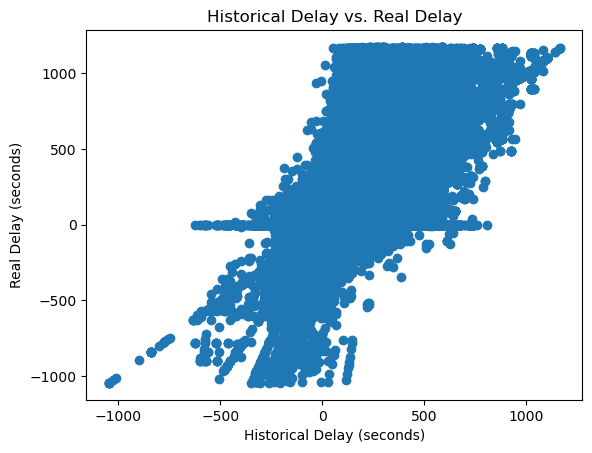 Historical Delay vs. Real Delay
1000
500
0
−500
−1000
Real Delay (seconds)
−1000 −500 0 500 1000
Historical Delay (seconds)